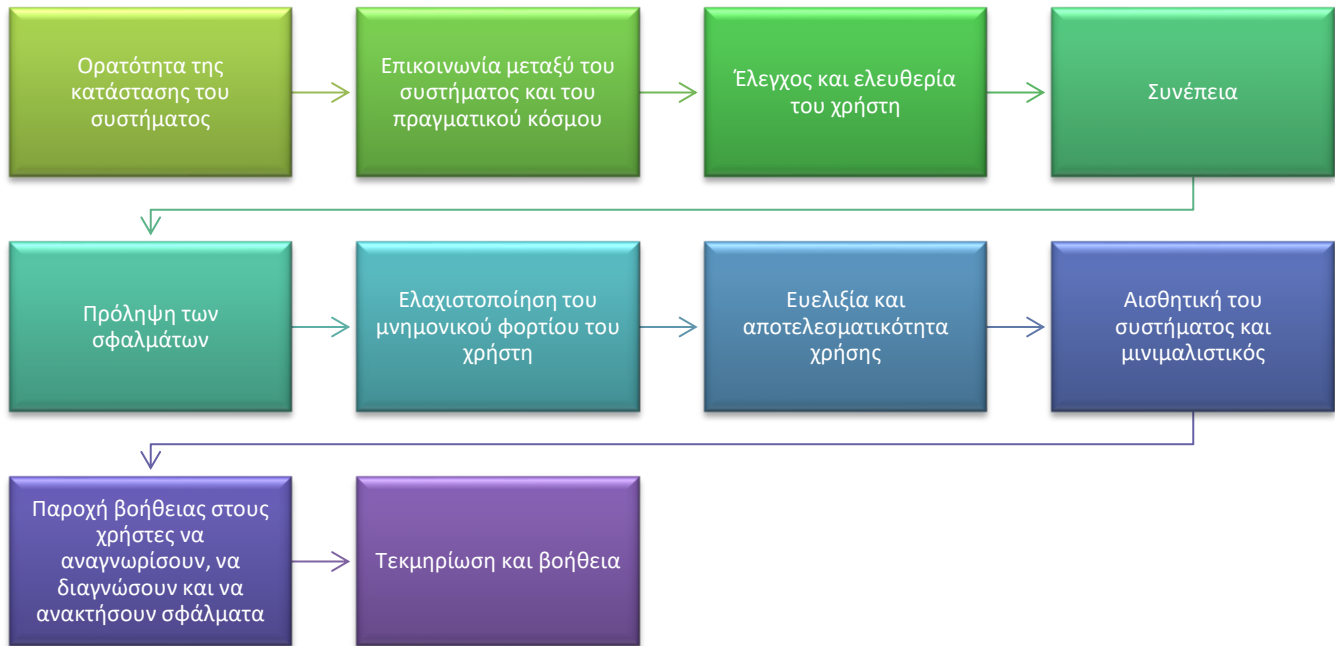 Ορατότητα της
κατάστασης του
συστήματος
Επικοινωνία μεταξύ του
συστήματος και του
πραγματικού κόσμου
Έλεγχος και ελευθερία
του χρήστη
Συνέπεια
Πρόληψη των
σφαλμάτων
Ελαχιστοποίηση του
μνημονικού φορτίου του
χρήστη
Ευελιξία και
αποτελεσματικότητα
χρήσης
Αισθητική του
συστήματος και
μινιμαλιστικός
Παροχή βοήθειας στους
χρήστες να
αναγνωρίσουν, να
διαγνώσουν και να
ανακτήσουν σφάλματα
Τεκμηρίωση και βοήθεια